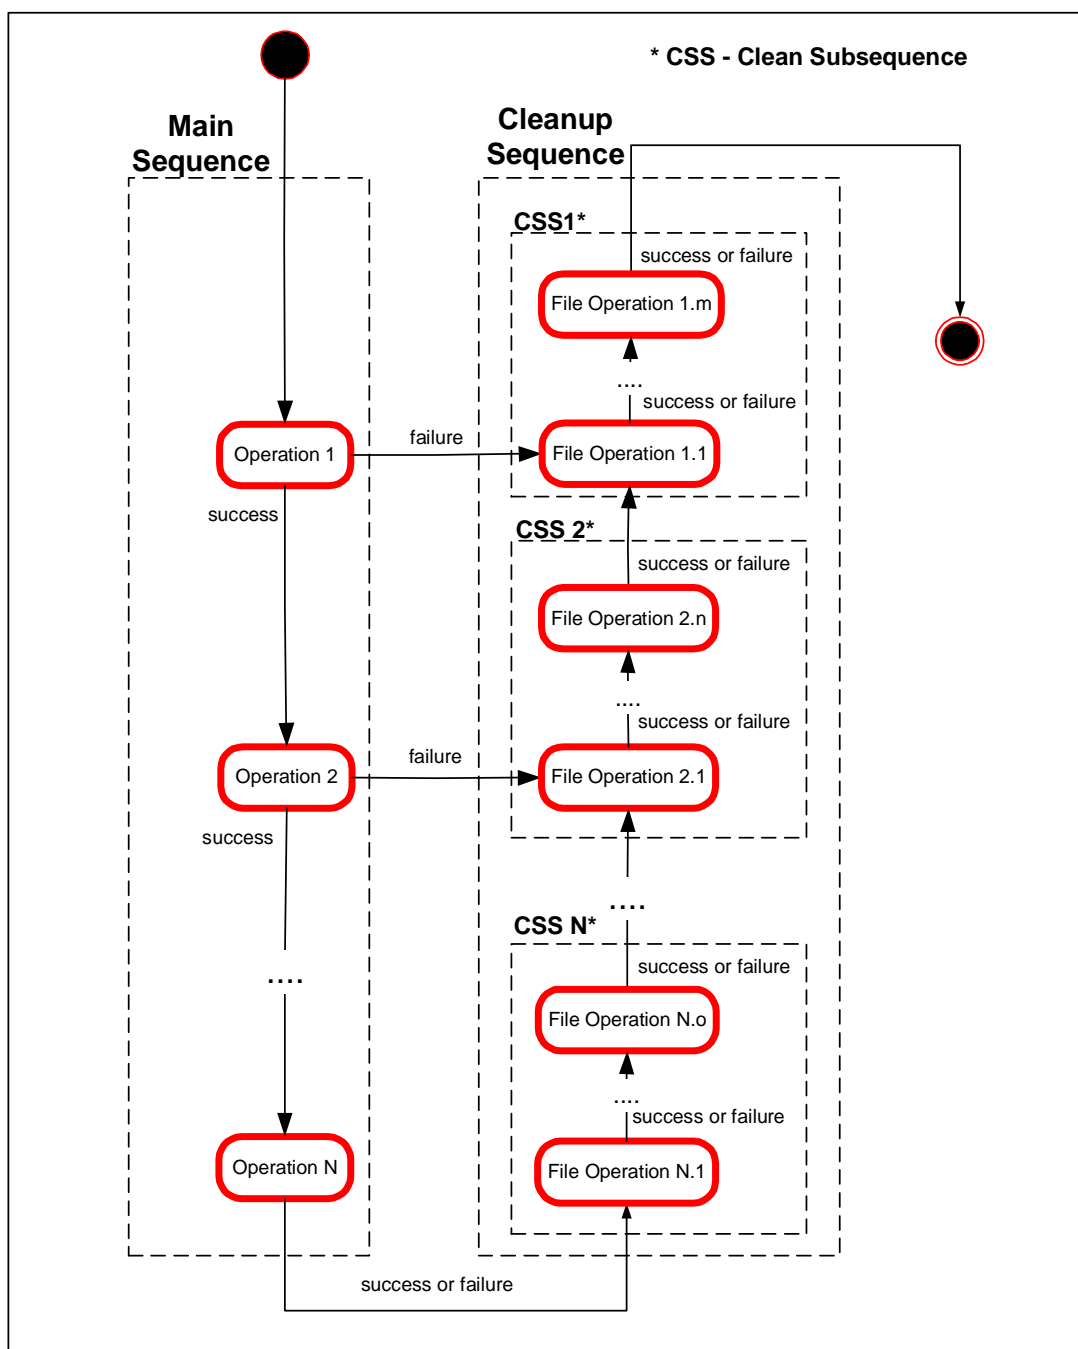 * CSS - Clean Subsequence
Main
Sequence
Cleanup
Sequence
CSS1*
success or failure
File Operation 1.m
....
success or failure
Operation 1
failure
File Operation 1.1
success
CSS 2*
success or failure
File Operation 2.n
....
success or failure
Operation 2
failure
File Operation 2.1
success
....
CSS N*
success or failure
....
File Operation N.o
....
success or failure
Operation N
File Operation N.1
success or failure